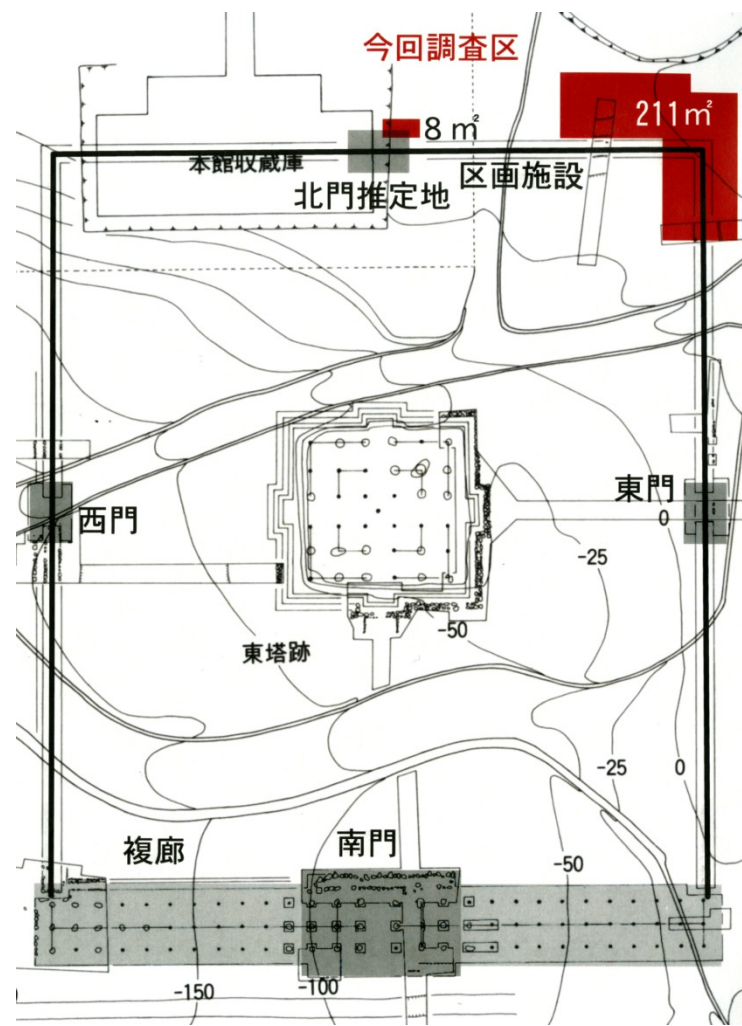 今回調査区
8㎡
211㎡
本館収蔵庫
北門推定地
区画施設
西門
東門
0
-25
-50
東塔跡
-25
0
複廊
南門
-50
-150
-100